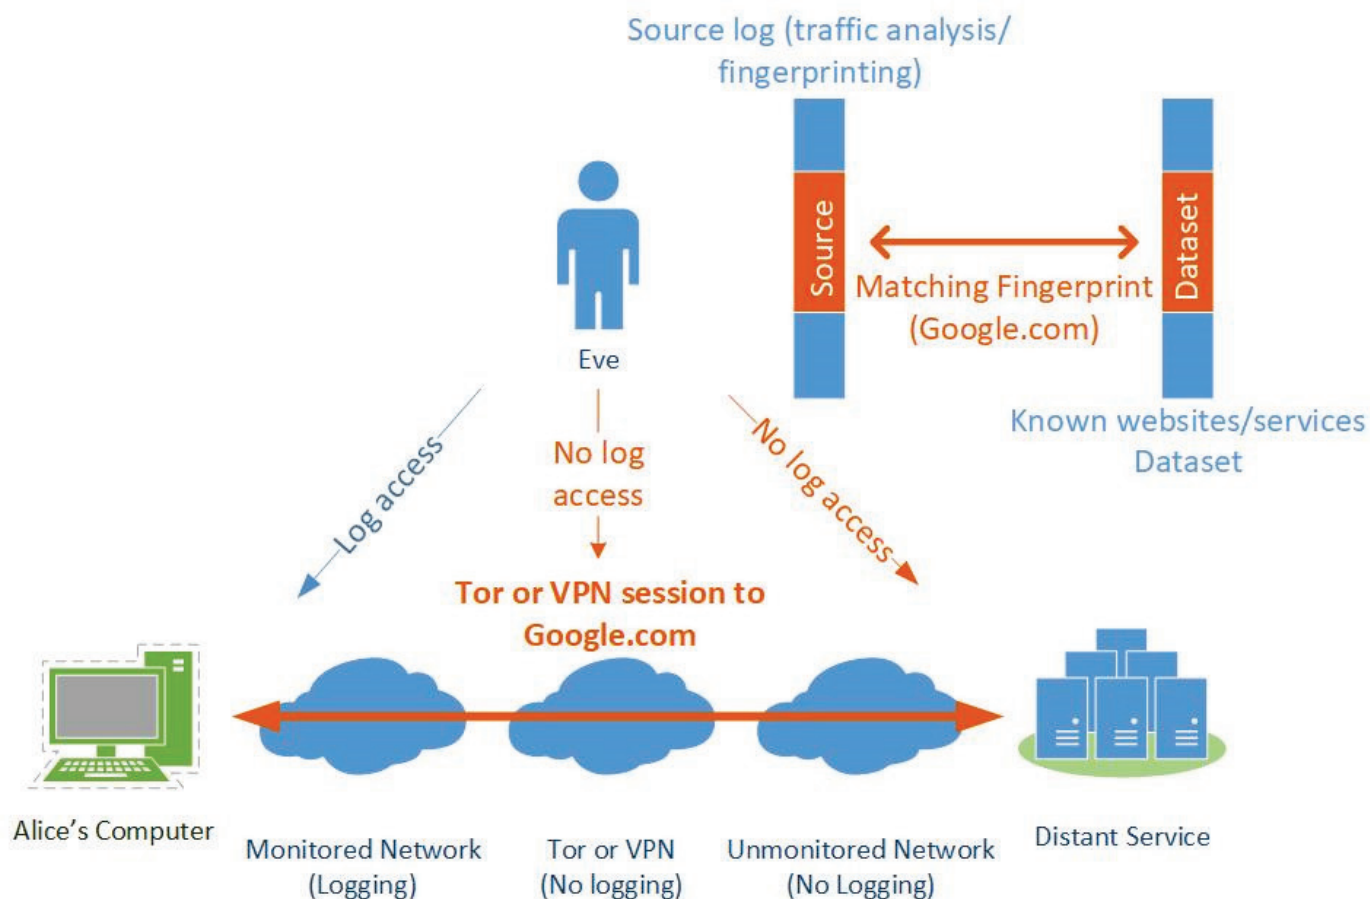 Source log (traffic analysis/
fingerprinting)
Source
Dataset
Matching Fingerprint
(Google.com)
Known websites/services
Dataset
Eve
Log access
No log
access
No log access
Tor or VPN session to
Google.com
Alice’s Computer
Monitored Network
(Logging)
Tor or VPN
(No logging)
Unmonitored Network
(No Logging)
Distant Service